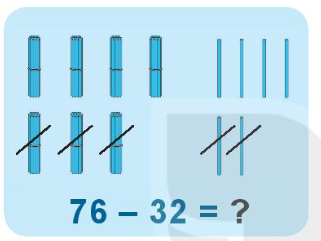 76 – 32 = ?